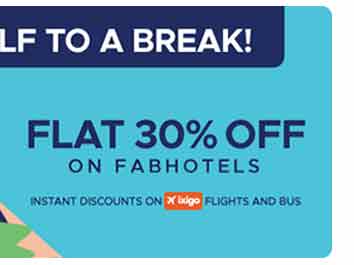 LF TO A BREAK!
FLAT 30% OFF
ON FABHOTELS
INSTANT DISCOUNTS ON ixigo FLIGHTS AND BUS